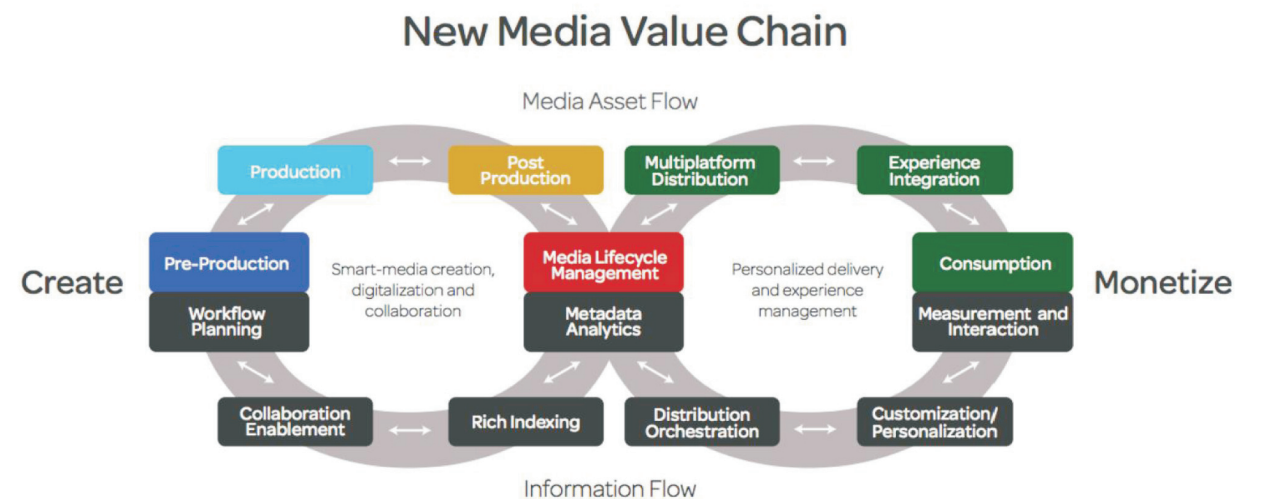 New Media Value Chain
Media Asset Flow
Production
Post
Production
Multiplatform
Distribution
Experience
Integration
Create
Pre-Production
Workflow
Planning
Smart-media creation,
digitalization and
collaboration
Media Lifecycle
Management
Metadata
Analytics
Personalized delivery
and experience
management
Consumption
Measurement and
Interaction
Monetize
Collaboration
Enablement
Rich Indexing
Distribution
Orchestration
Customization/
Personalization
Information Flow